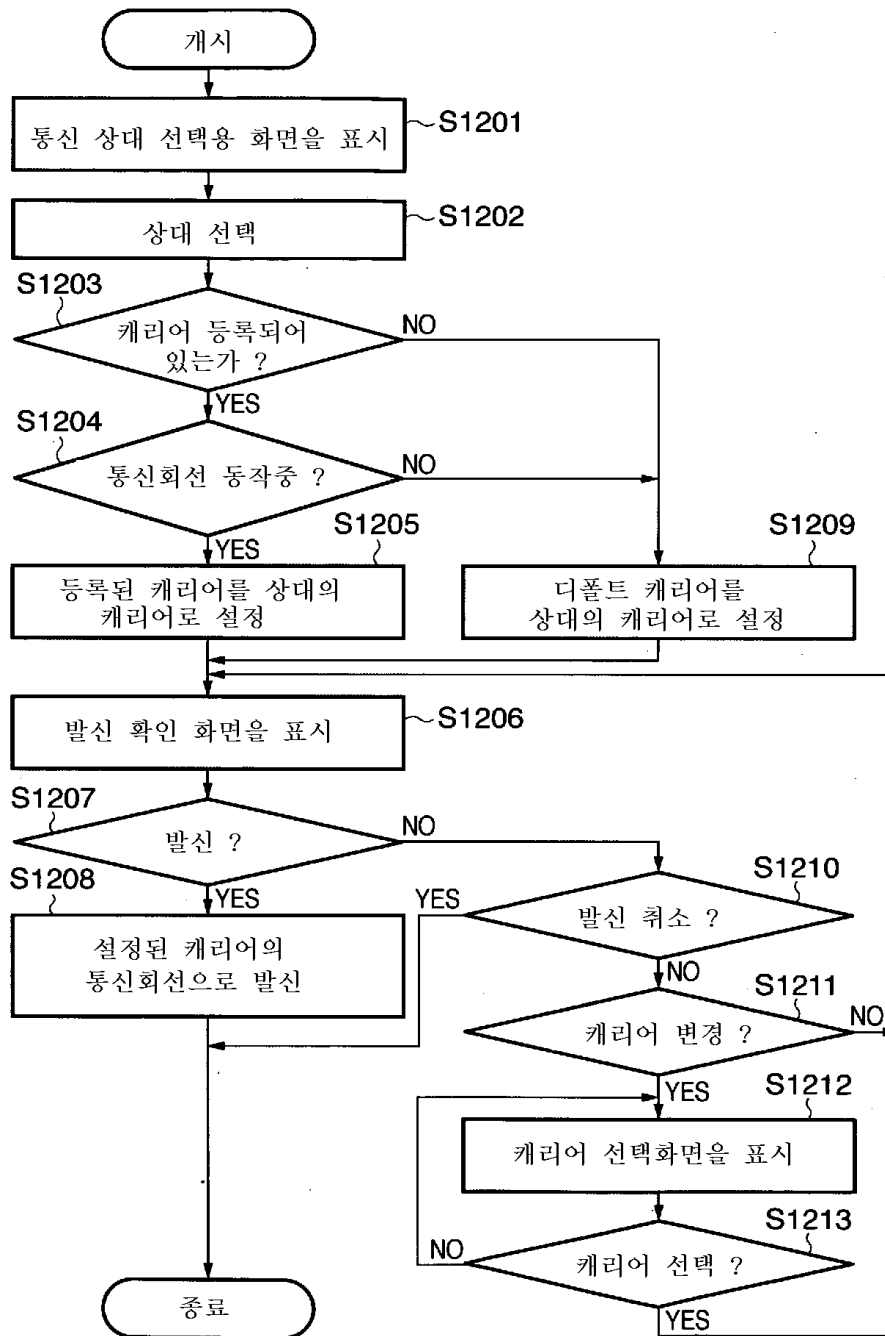 개시
통신 상대 선택용 화면을 표시
S1201
상대 선택
S1202
S1203
캐리어 등록되어
있는가 ?
NO
YES
S1204
통신회선 동작중 ?
NO
YES
S1205
등록된 캐리어를 상대의
캐리어로 설정
S1209
디폴트 캐리어를
상대의 캐리어로 설정
발신 확인 화면을 표시
S1206
S1207
발신 ?
NO
YES
S1208
설정된 캐리어의
통신회선으로 발신
S1210
발신 취소 ?
YES
NO
S1211
캐리어 변경 ?
NO
YES
S1212
캐리어 선택화면을 표시
S1213
캐리어 선택 ?
NO
YES
종료